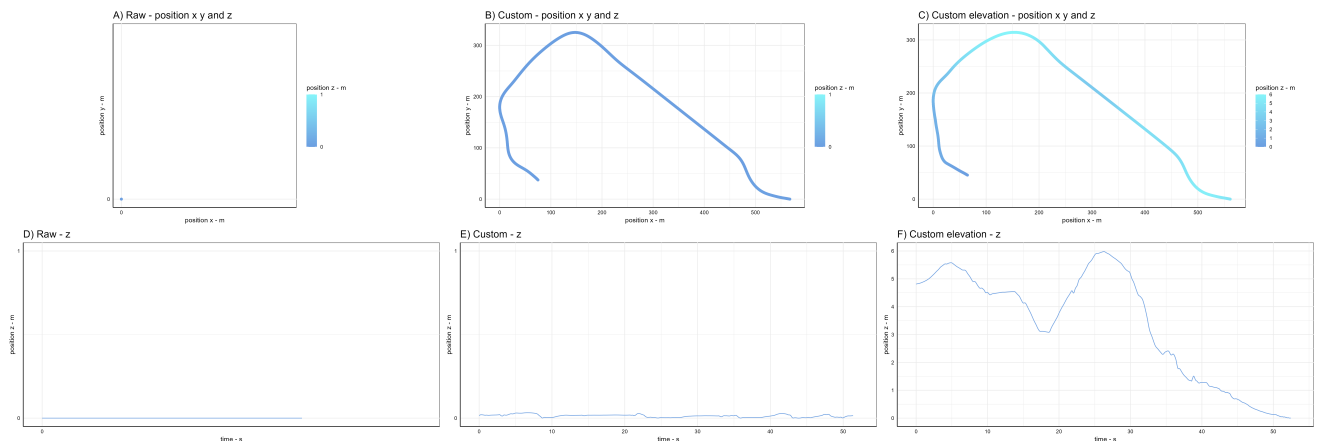 A) Raw - position x y and z
position y - m
0
0
position x - m
position z - m
1
0
B) Custom - position x y and z
position y - m
300
200
100
0
0 100 200 300 400 500
position x - m
position z - m
1
0
C) Custom elevation - position x y and z
position y - m
300
200
100
0
0 100 200 300 400 500
position x - m
position z - m
6
5
4
3
2
1
0
D) Raw - z
position z - m
1
0
0
time - s
E) Custom - z
position z - m
1
0
0 10 20 30 40 50
time - s
F) Custom elevation - z
position z - m
6
5
4
3
2
1
0
0 10 20 30 40 50
time - s